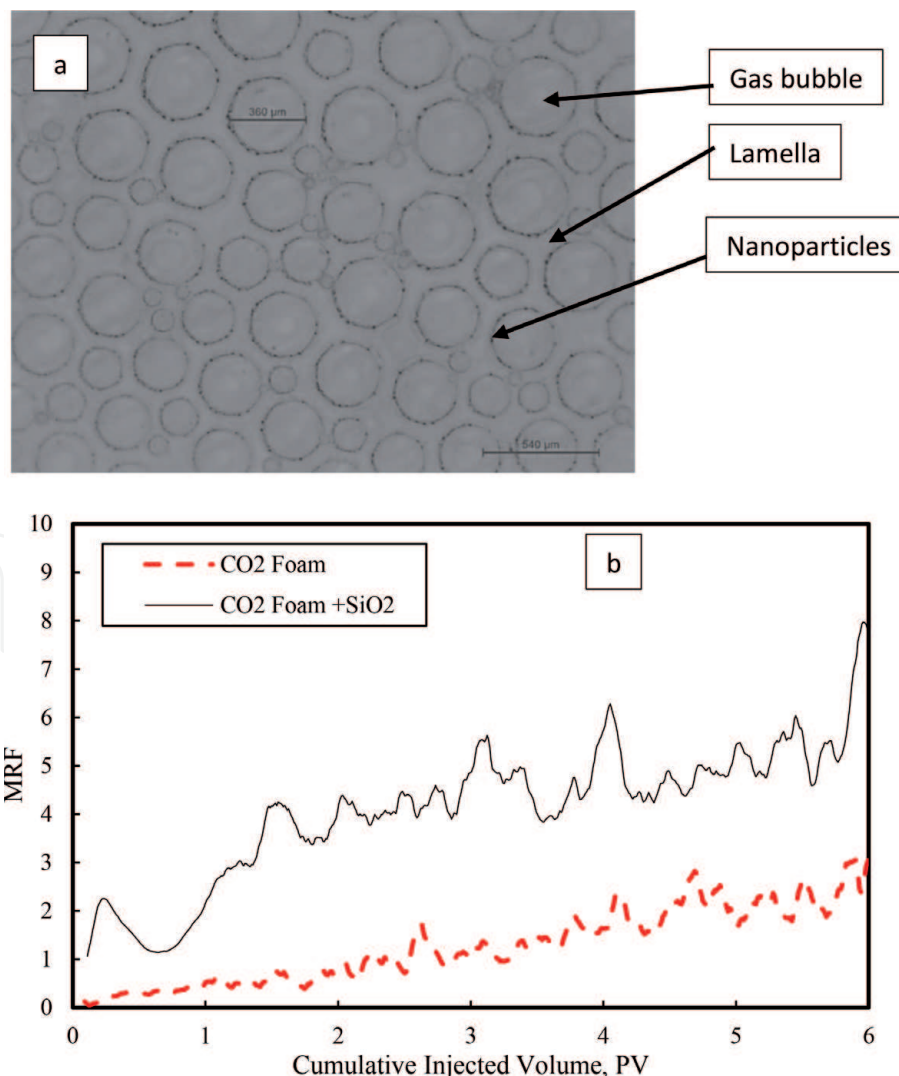 a
360 µm
540 µm
Gas bubble
Lamella
Nanoparticles
b
CO2 Foam
CO2 Foam +SiO2
10
9
8
7
6
5
4
3
2
1
0
MRF
0 1 2 3 4 5 6
Cumulative Injected Volume, PV